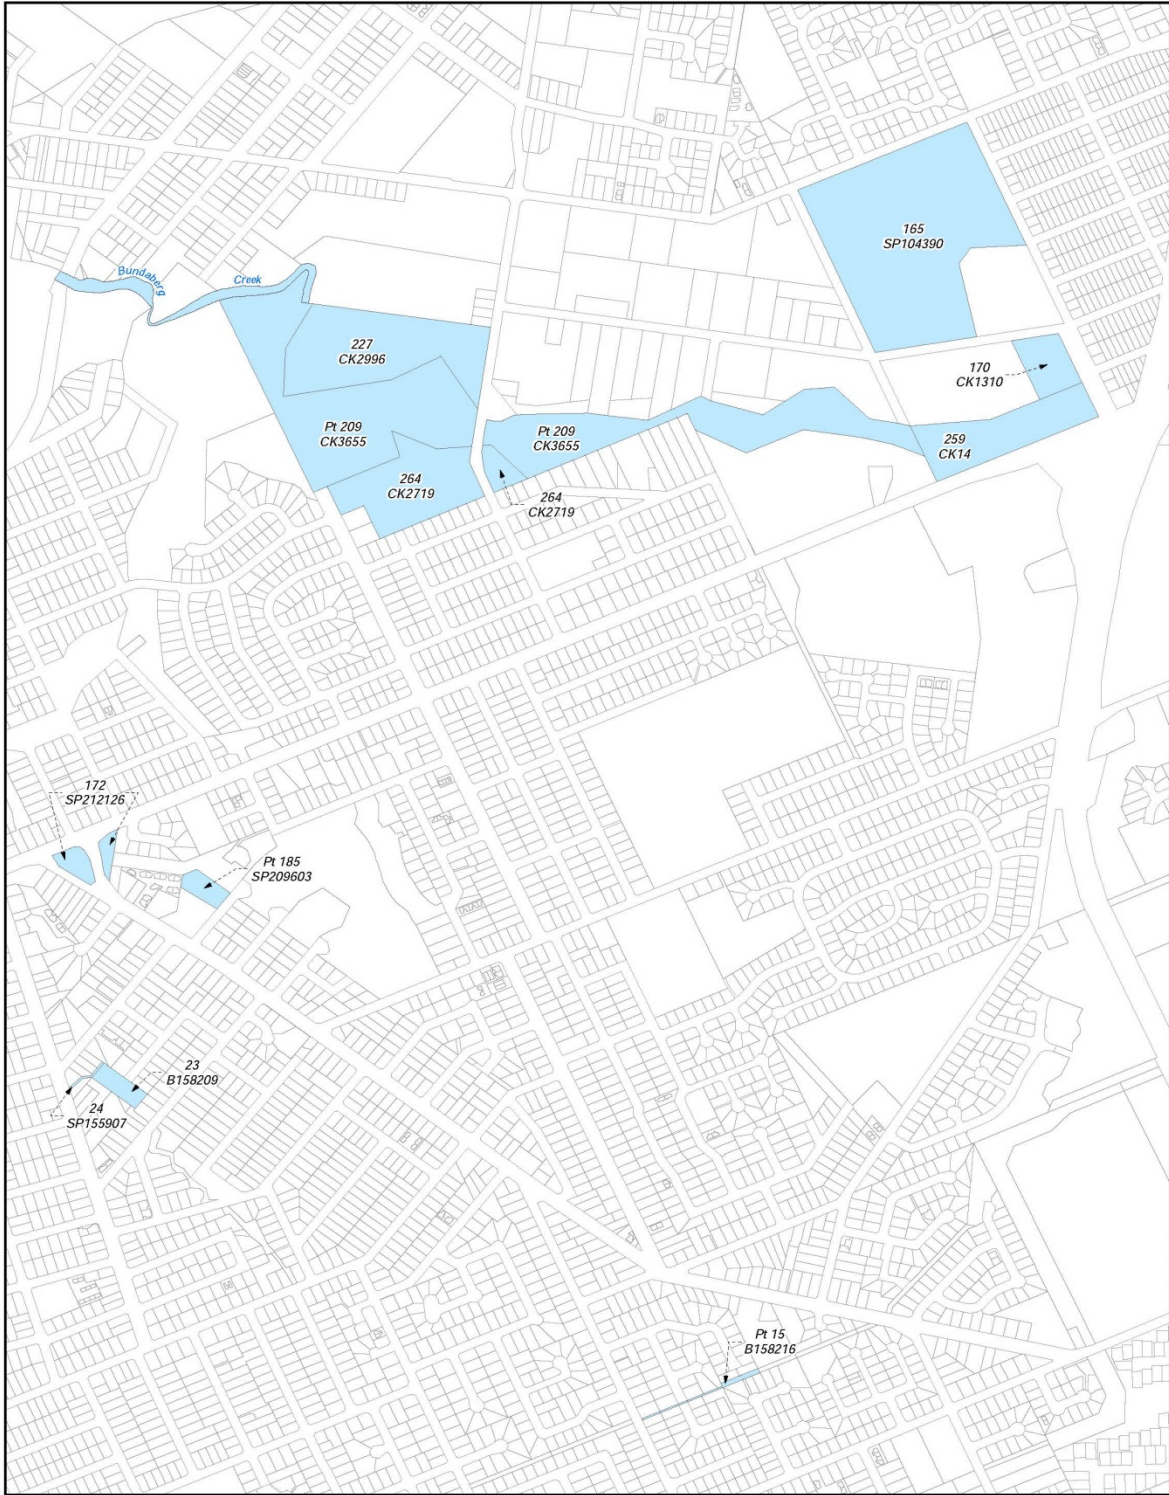 165
SP104390
Bundaberg
Creek
227
CK2996
170
CK1310
Pt 209
CK3655
Pt 209
CK3655
259
CK14
264
CK2719
264
CK2719
172
SP212126
Pt 185
SP209603
23
B158209
24
SP155907
Pt 15
B158216